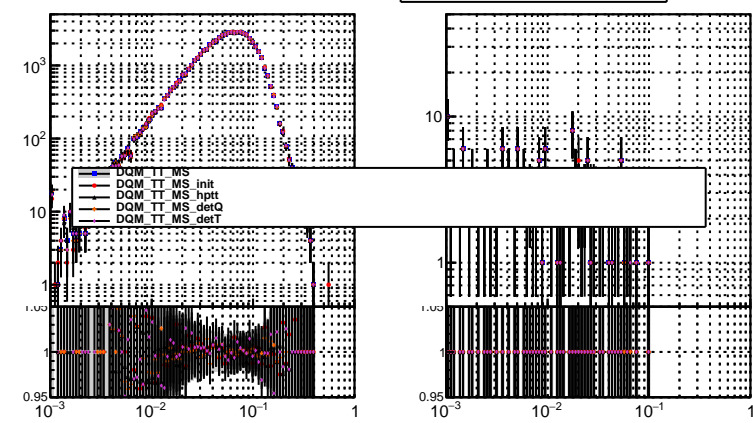 10³
10²
10
1
10
1
DQM_TT_MS
DQM_TT_MS_init
DQM_TT_MS_hptt
DQM_TT_MS_detQ
DQM_TT_MS_detT
1.05
1
0.95
1.05
1
0.95
10⁻³ 10⁻² 10⁻¹ 1
10⁻³ 10⁻² 10⁻¹ 1